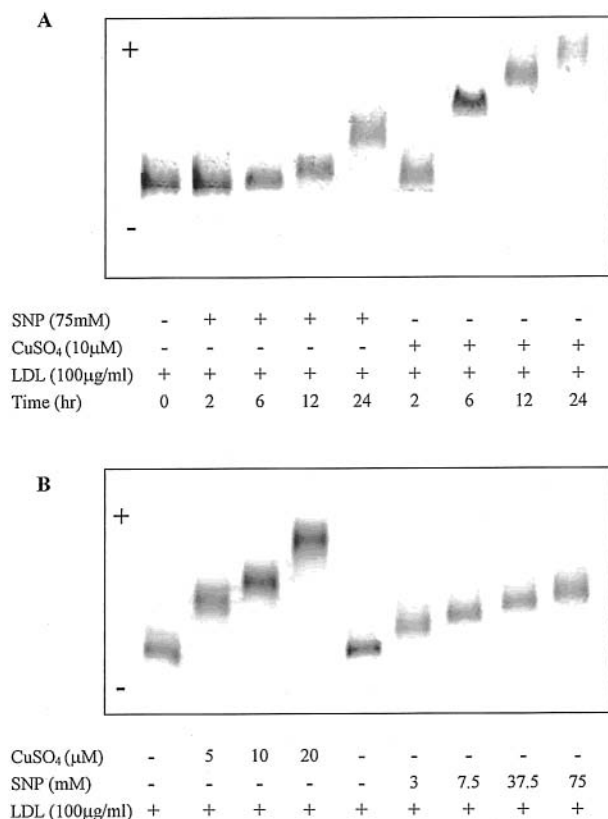 A
+
-
SNP (75mM) - + + + + - - - -
CuSO₄ (10µM) - - - - - + + + +
LDL (100µg/ml) + + + + + + + + +
Time (hr) 0 2 6 12 24 2 6 12 24
B
+
-
CuSO₄ (µM) - 5 10 20 - - - - -
SNP (mM) - - - - - 3 7.5 37.5 75
LDL (100µg/ml) + + + + + + + + +